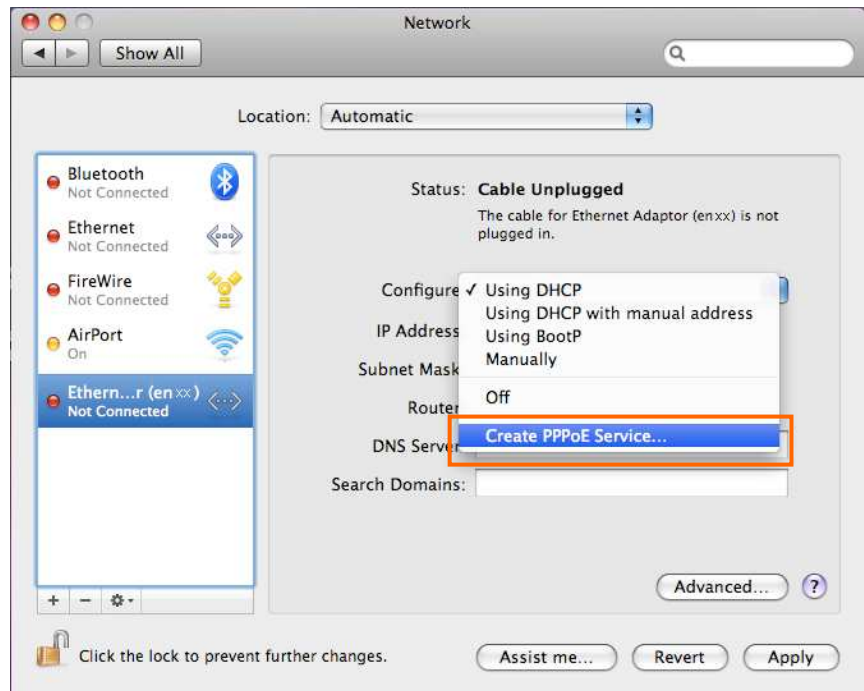 Network
Show All
Location: Automatic
Bluetooth
Not Connected
Ethernet
Not Connected
FireWire
Not Connected
AirPort
On
Ethern...r (enxx)
Not Connected
Status: Cable Unplugged
The cable for Ethernet Adaptor (enxx) is not
plugged in.
Configure ✓ Using DHCP
Using DHCP with manual address
IP Address
Using BootP
Manually
Subnet Mask
Off
Router
Create PPPoE Service...
DNS Server
Search Domains:
Advanced... ?
+ −
Click the lock to prevent further changes.
Assist me... Revert Apply